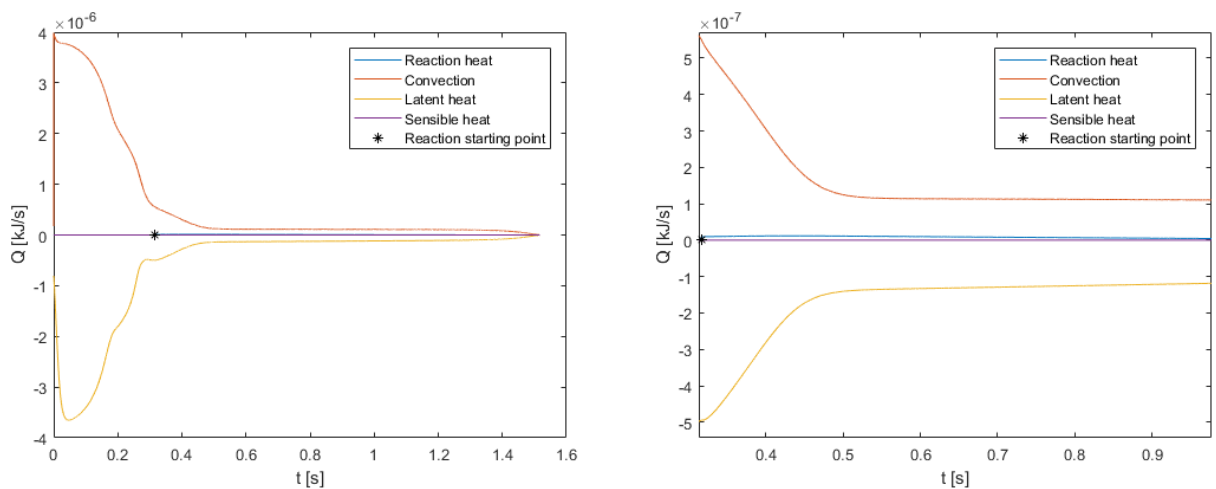 ×10-6
4
3
2
1
0
-1
-2
-3
-4
Q [kJ/s]
0
0.2
0.4
0.6
0.8
1
1.2
1.4
1.6
t [s]
Reaction heat
Convection
Latent heat
Sensible heat
Reaction starting point
×10-7
5
4
3
2
1
0
-1
-2
-3
-4
-5
Q [kJ/s]
0.4
0.5
0.6
0.7
0.8
0.9
t [s]
Reaction heat
Convection
Latent heat
Sensible heat
Reaction starting point